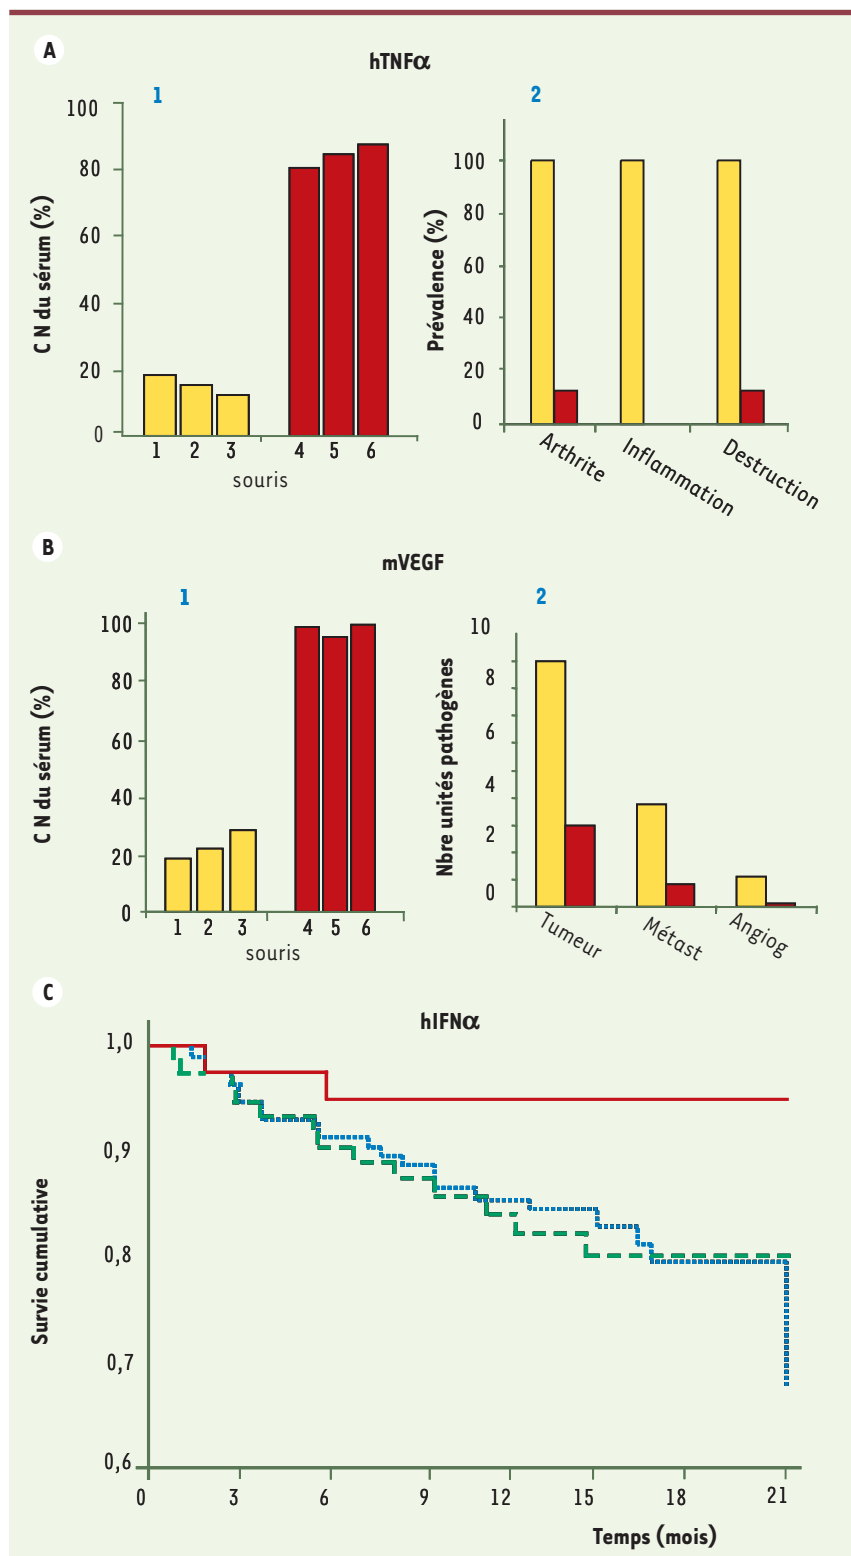 A
hTNFα
1
2
C N du sérum (%)
100
80
60
40
20
0
1 2 3 4 5 6
souris
Prévalence (%)
100
80
60
40
20
0
Arthrite
Inflammation
Destruction
B
mVEGF
1
2
C N du sérum (%)
100
80
60
40
20
0
1 2 3 4 5 6
souris
Nbre unités pathogènes
10
8
6
4
2
0
Tumeur
Métast
Angiog
C
hIFNα
Survie cumulative
1,0
0,9
0,8
0,7
0,6
0 3 6 9 12 15 18 21
Temps (mois)